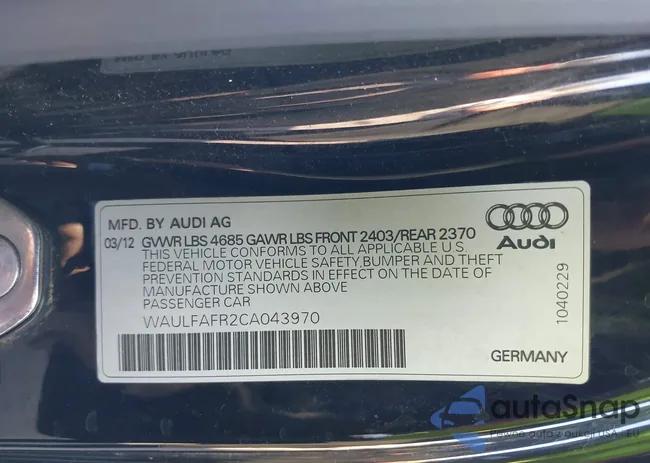 MFD. BY AUDI AG
03/12 GVWR LBS 4685 GAWR LBS FRONT 2403/REAR 2370
THIS VEHICLE CONFORMS TO ALL APPLICABLE U.S.
FEDERAL MOTOR VEHICLE SAFETY,BUMPER AND THEFT
PREVENTION STANDARDS IN EFFECT ON THE DATE OF
MANUFACTURE SHOWN ABOVE
PASSENGER CAR
WAULFAFR2CA043970
Audi
1040229
GERMANY
autoSnap